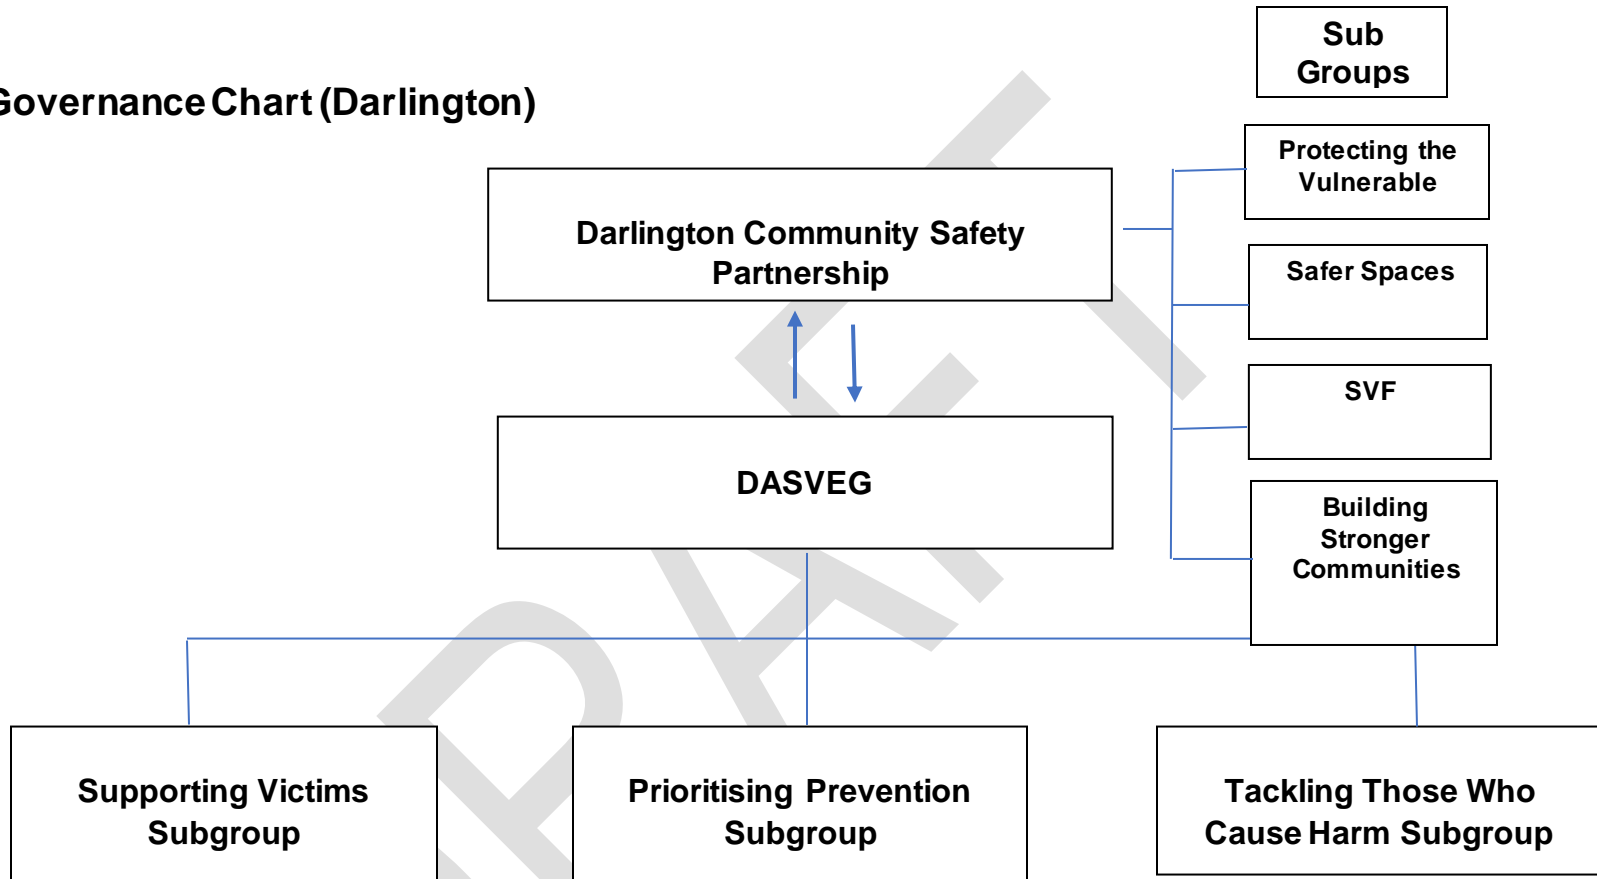 Governance Chart (Darlington)
Sub
Groups
Darlington Community Safety
Partnership
Protecting the
Vulnerable
Safer Spaces
SVF
Building
Stronger
Communities
DASVEG
Supporting Victims
Subgroup
Prioritising Prevention
Subgroup
Tackling Those Who
Cause Harm Subgroup
DRAFT